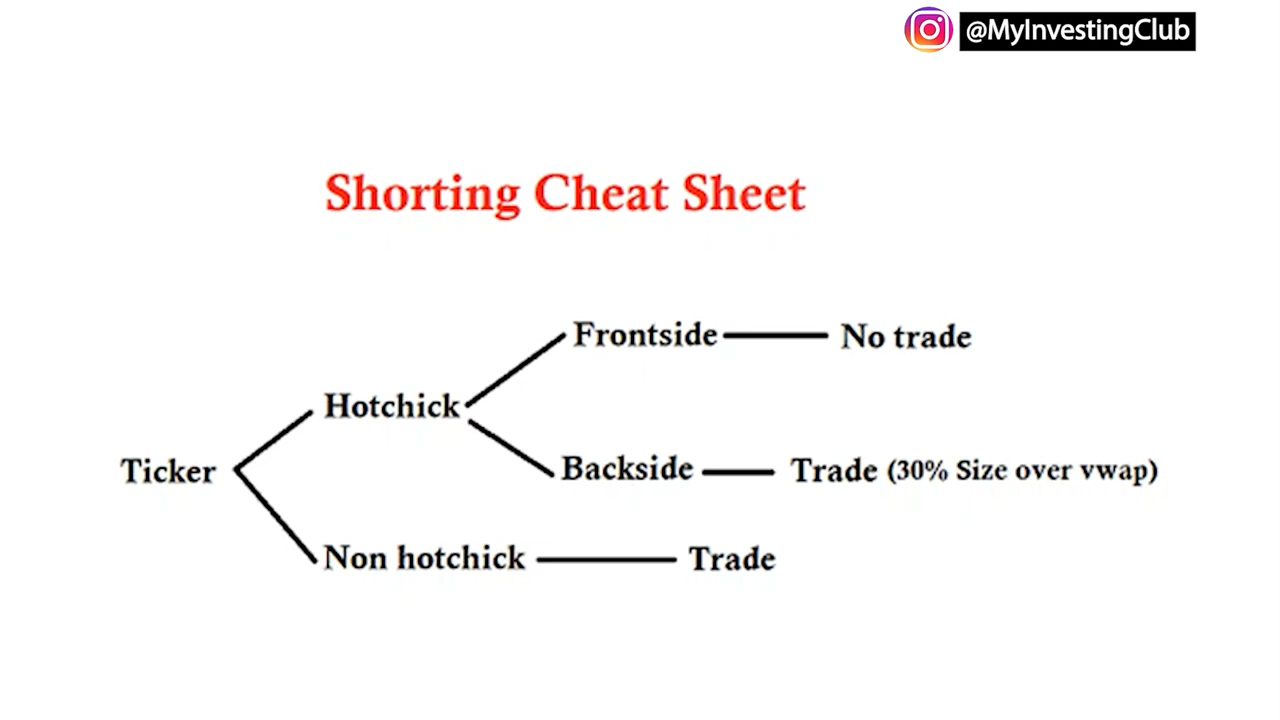 @MyInvestingClub
Shorting Cheat Sheet
Frontside No trade
Hotchick
Ticker Backside Trade (30% Size over vwap)
Non hotchick Trade